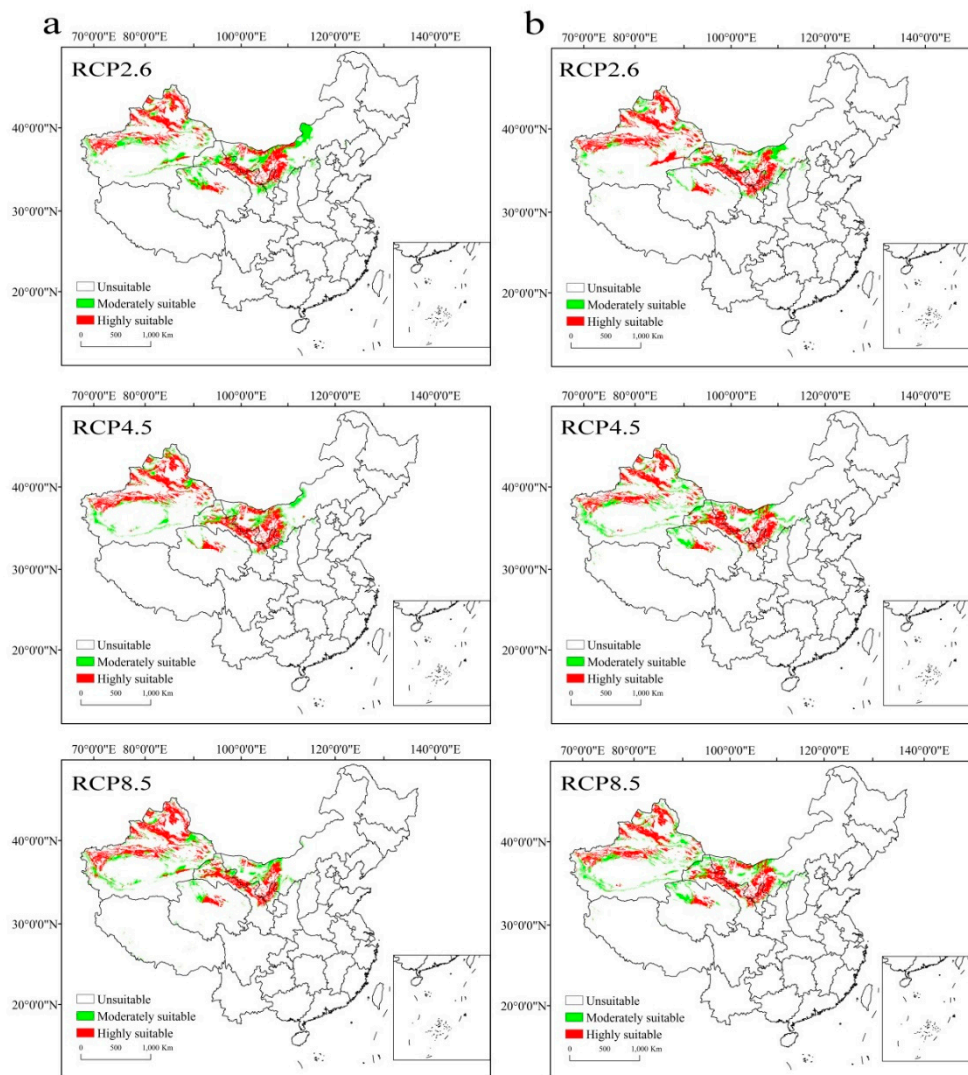 a
70°0'0"E 80°0'0"E 100°0'0"E 120°0'0"E 140°0'0"E
RCP2.6
40°0'0"N
30°0'0"N
20°0'0"N
Unsuitable
Moderately suitable
Highly suitable
0 500 1,000 Km
b
70°0'0"E 80°0'0"E 100°0'0"E 120°0'0"E 140°0'0"E
RCP2.6
40°0'0"N
30°0'0"N
20°0'0"N
Unsuitable
Moderately suitable
Highly suitable
0 500 1,000 Km
70°0'0"E 80°0'0"E 100°0'0"E 120°0'0"E 140°0'0"E
RCP4.5
40°0'0"N
30°0'0"N
20°0'0"N
Unsuitable
Moderately suitable
Highly suitable
0 500 1,000 Km
70°0'0"E 80°0'0"E 100°0'0"E 120°0'0"E 140°0'0"E
RCP4.5
40°0'0"N
30°0'0"N
20°0'0"N
Unsuitable
Moderately suitable
Highly suitable
0 500 1,000 Km
70°0'0"E 80°0'0"E 100°0'0"E 120°0'0"E 140°0'0"E
RCP8.5
40°0'0"N
30°0'0"N
20°0'0"N
Unsuitable
Moderately suitable
Highly suitable
0 500 1,000 Km
70°0'0"E 80°0'0"E 100°0'0"E 120°0'0"E 140°0'0"E
RCP8.5
40°0'0"N
30°0'0"N
20°0'0"N
Unsuitable
Moderately suitable
Highly suitable
0 500 1,000 Km